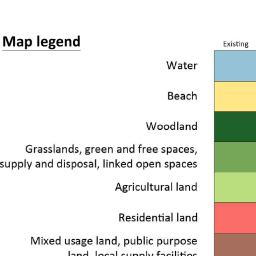 Map legend
Existing
Water
Beach
Woodland
Grasslands, green and free spaces,
supply and disposal, linked open spaces
Agricultural land
Residential land
Mixed usage land, public purpose
land, local supply facilities